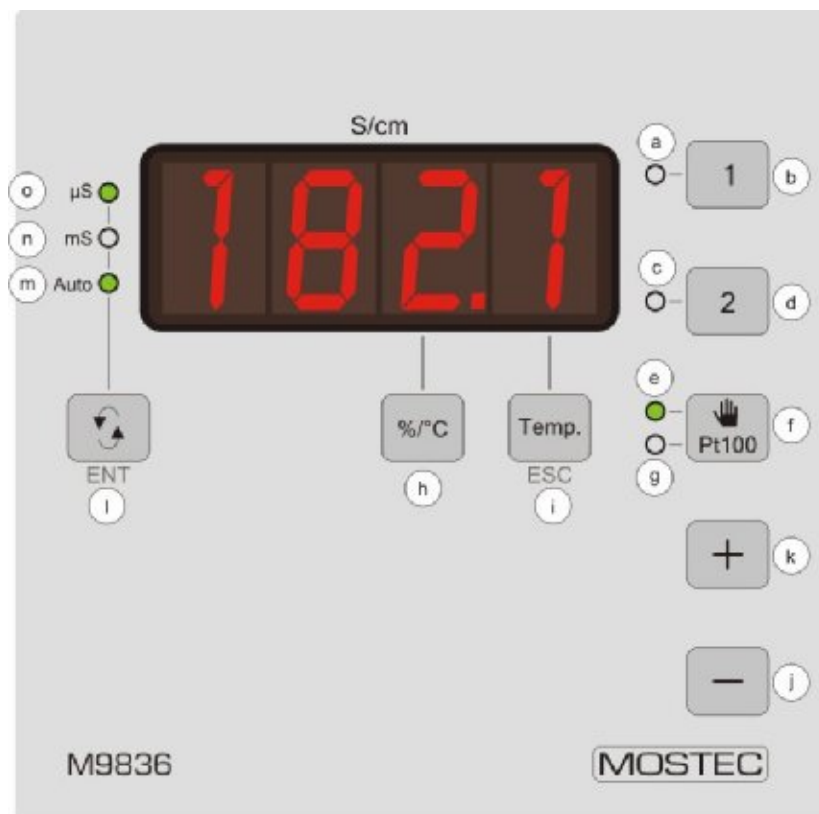 S/cm
182.1
a
1
b
o
µS
n
mS
m
Auto
c
2
d
e
f
Pt100
g
%/°C
Temp.
ENT
ESC
l
h
i
+
k
−
j
M9836
MOSTEC